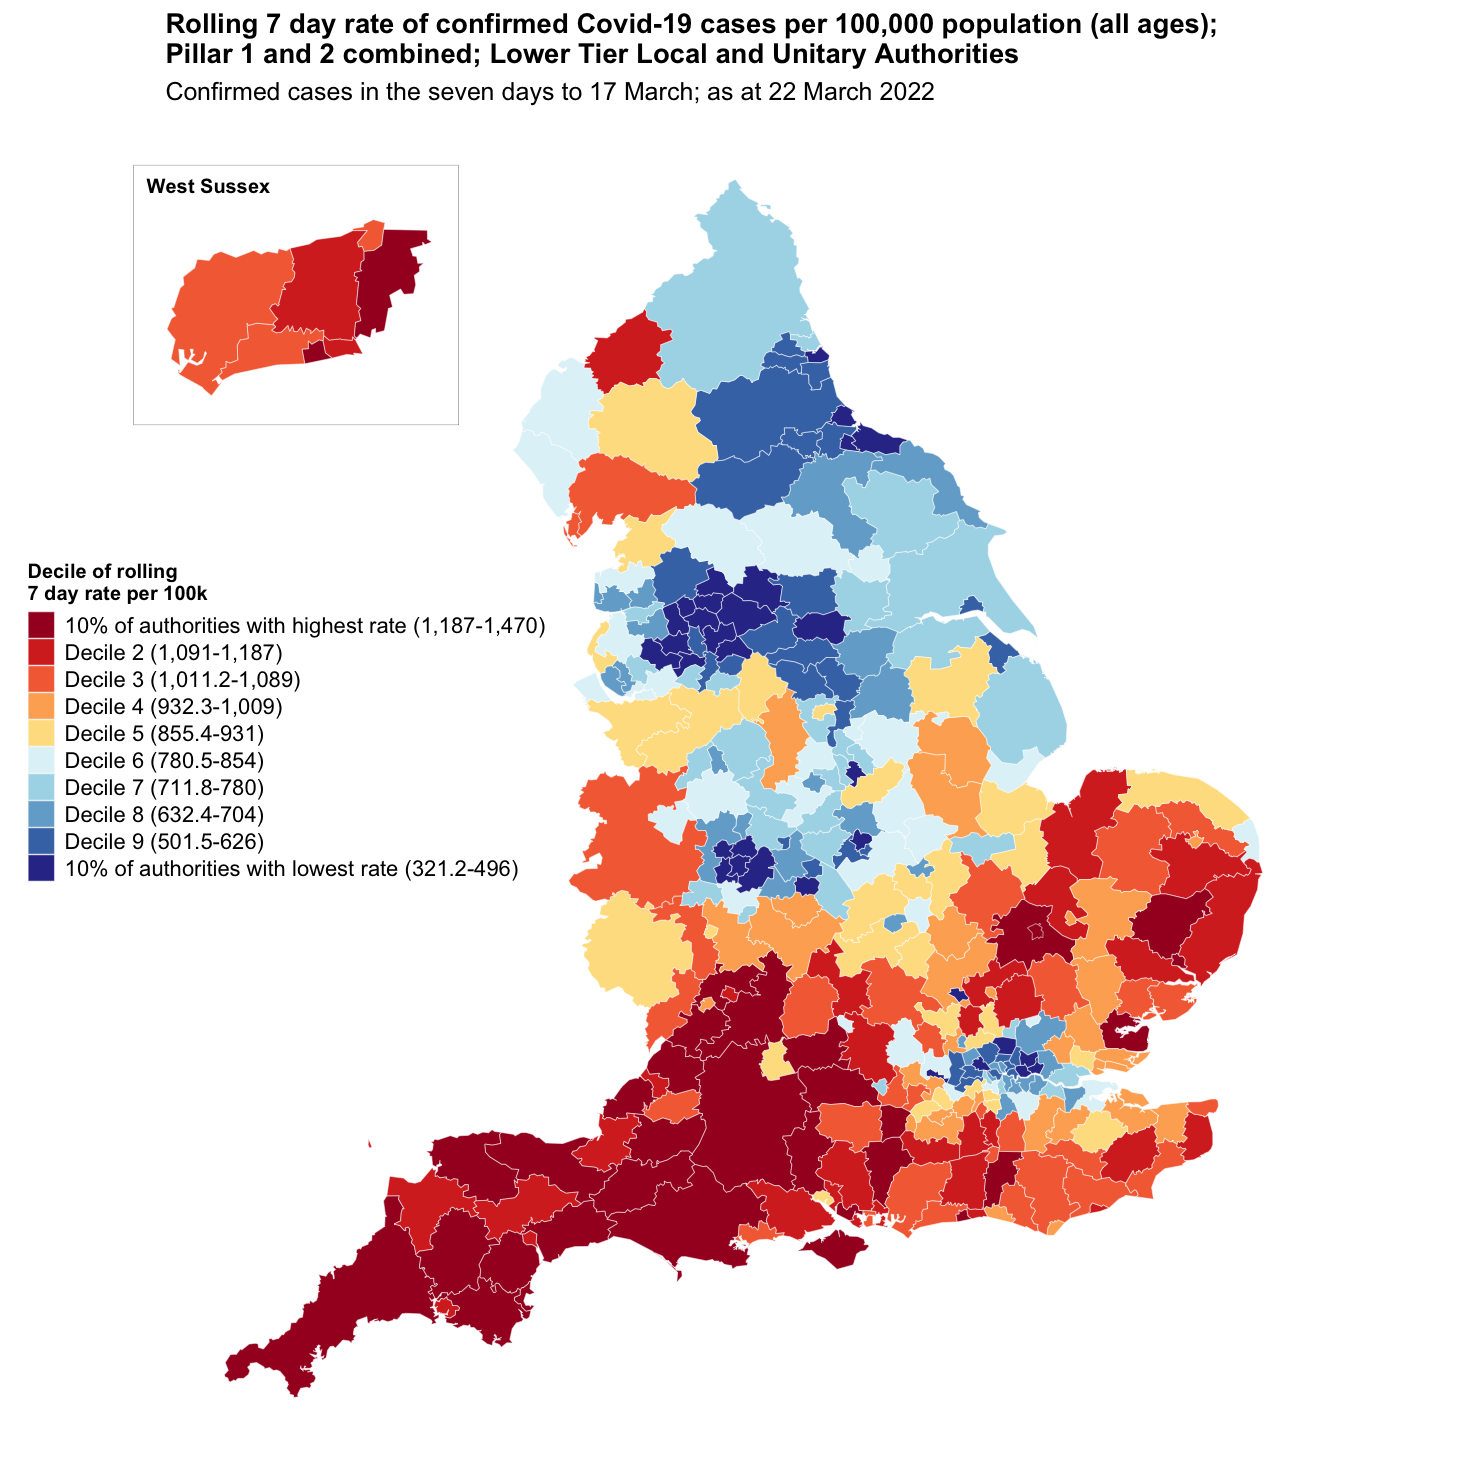 Rolling 7 day rate of confirmed Covid-19 cases per 100,000 population (all ages);
Pillar 1 and 2 combined; Lower Tier Local and Unitary Authorities
Confirmed cases in the seven days to 17 March; as at 22 March 2022
West Sussex
Decile of rolling
7 day rate per 100k
10% of authorities with highest rate (1,187-1,470)
Decile 2 (1,091-1,187)
Decile 3 (1,011.2-1,089)
Decile 4 (932.3-1,009)
Decile 5 (855.4-931)
Decile 6 (780.5-854)
Decile 7 (711.8-780)
Decile 8 (632.4-704)
Decile 9 (501.5-626)
10% of authorities with lowest rate (321.2-496)